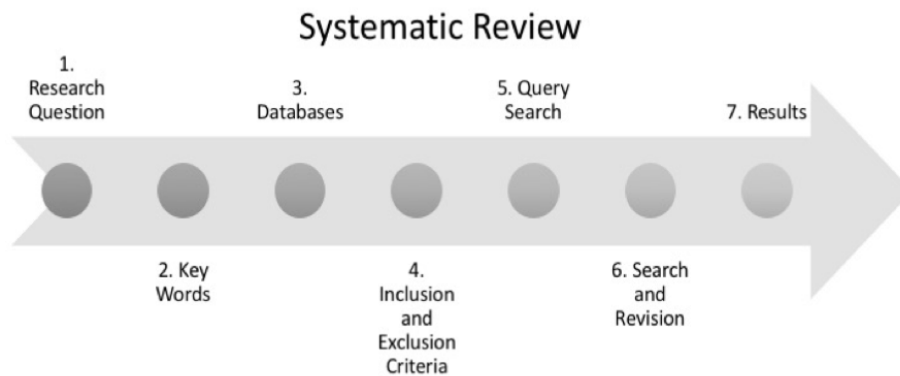 Systematic Review
1.
Research
Question
2. Key
Words
3.
Databases
4.
Inclusion
and
Exclusion
Criteria
5. Query
Search
6. Search
and
Revision
7. Results